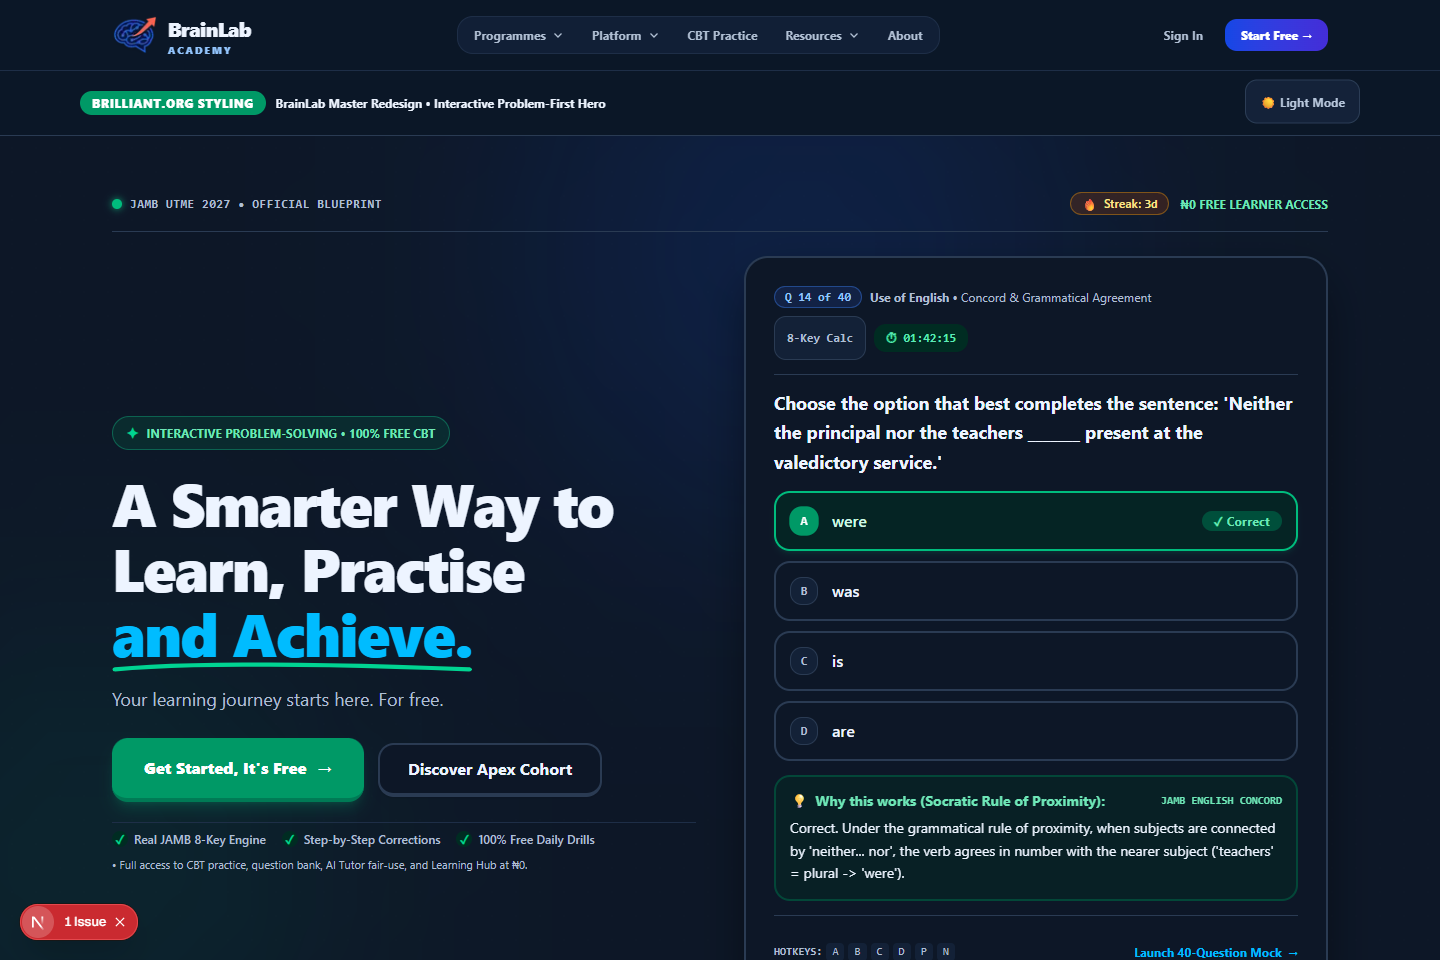 BrainLab
ACADEMY
Programmes
Platform
CBT Practice
Resources
About
Sign In
Start Free →
BRILLIANT.ORG STYLING
BrainLab Master Redesign • Interactive Problem-First Hero
Light Mode
JAMB UTME 2027 • OFFICIAL BLUEPRINT
Streak: 3d
₦0 FREE LEARNER ACCESS
INTERACTIVE PROBLEM-SOLVING • 100% FREE CBT
A Smarter Way to
Learn, Practise
and Achieve.
Your learning journey starts here. For free.
Get Started, It's Free →
Discover Apex Cohort
✓ Real JAMB 8-Key Engine
✓ Step-by-Step Corrections
✓ 100% Free Daily Drills
• Full access to CBT practice, question bank, AI Tutor fair-use, and Learning Hub at ₦0.
N 1 Issue
Q 14 of 40
Use of English • Concord & Grammatical Agreement
8-Key Calc
⏱ 01:42:15
Choose the option that best completes the sentence: 'Neither
the principal nor the teachers ______ present at the
valedictory service.'
A were ✓ Correct
B was
C is
D are
Why this works (Socratic Rule of Proximity):
JAMB ENGLISH CONCORD
Correct. Under the grammatical rule of proximity, when subjects are connected
by 'neither... nor', the verb agrees in number with the nearer subject ('teachers'
= plural -> 'were').
HOTKEYS: A B C D P N
Launch 40-Question Mock →